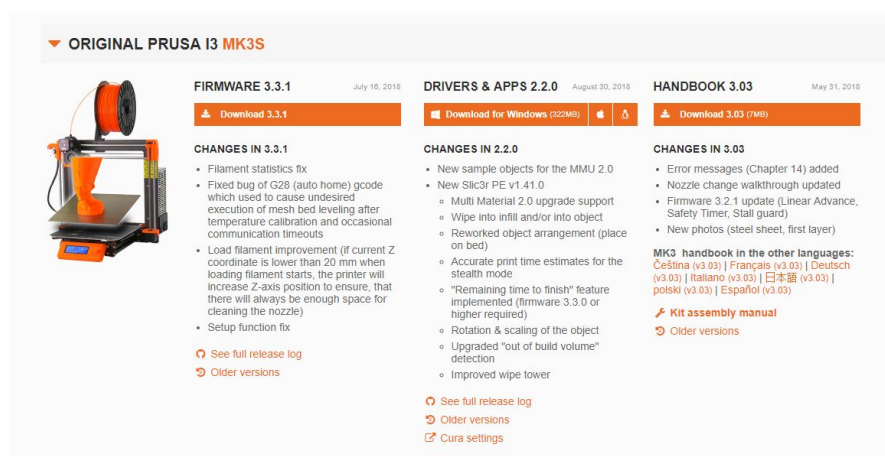 ORIGINAL PRUSA I3 MK3S
FIRMWARE 3.3.1
July 16, 2018
Download 3.3.1
CHANGES IN 3.3.1
Filament statistics fix
Fixed bug of G28 (auto home) gcode
which used to cause undesired
execution of mesh bed leveling after
temperature calibration and occasional
communication timeouts
Load filament improvement (if current Z
coordinate is lower than 20 mm when
loading filament starts, the printer will
increase Z-axis position to ensure, that
there will always be enough space for
cleaning the nozzle)
Setup function fix
See full release log
Older versions
DRIVERS & APPS 2.2.0
August 30, 2018
Download for Windows (322MB)
CHANGES IN 2.2.0
New sample objects for the MMU 2.0
New Slic3r PE v1.41.0
Multi Material 2.0 upgrade support
Wipe into infill and/or into object
Reworked object arrangement (place
on bed)
Accurate print time estimates for the
stealth mode
"Remaining time to finish" feature
implemented (firmware 3.3.0 or
higher required)
Rotation & scaling of the object
Upgraded "out of build volume"
detection
Improved wipe tower
See full release log
Older versions
Cura settings
HANDBOOK 3.03
May 31, 2018
Download 3.03 (7MB)
CHANGES IN 3.03
Error messages (Chapter 14) added
Nozzle change walkthrough updated
Firmware 3.2.1 update (Linear Advance,
Safety Timer, Stall guard)
New photos (steel sheet, first layer)
MK3 handbook in the other languages:
Čeština (v3.03) | Français (v3.03) | Deutsch
(v3.03) | Italiano (v3.03) | 日本語 (v3.03) |
polski (v3.03) | Español (v3.03)
Kit assembly manual
Older versions